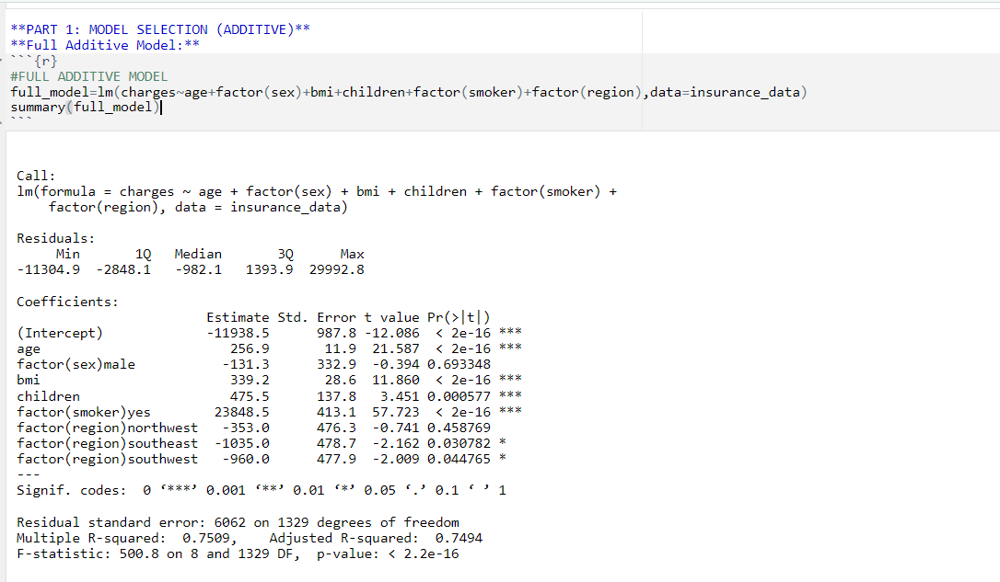 **PART 1: MODEL SELECTION (ADDITIVE)**
**Full Additive Model:**
```{r}
#FULL ADDITIVE MODEL
full_model=lm(charges~age+factor(sex)+bmi+children+factor(smoker)+factor(region),data=insurance_data)
summary(full_model)
```
Call:
lm(formula = charges ~ age + factor(sex) + bmi + children + factor(smoker) +
    factor(region), data = insurance_data)
Residuals:
     Min       1Q   Median       3Q      Max
-11304.9  -2848.1   -982.1   1393.9  29992.8
Coefficients:
                        Estimate Std. Error t value Pr(>|t|)
(Intercept)             -11938.5      987.8 -12.086  < 2e-16 ***
age                        256.9       11.9  21.587  < 2e-16 ***
factor(sex)male           -131.3      332.9  -0.394 0.693348
bmi                        339.2       28.6  11.860  < 2e-16 ***
children                   475.5      137.8   3.451 0.000577 ***
factor(smoker)yes        23848.5      413.1  57.723  < 2e-16 ***
factor(region)northwest   -353.0      476.3  -0.741 0.458769
factor(region)southeast  -1035.0      478.7  -2.162 0.030782 *
factor(region)southwest   -960.0      477.9  -2.009 0.044765 *
---
Signif. codes:  0 ‘***’ 0.001 ‘**’ 0.01 ‘*’ 0.05 ‘.’ 0.1 ‘ ’ 1
Residual standard error: 6062 on 1329 degrees of freedom
Multiple R-squared:  0.7509,    Adjusted R-squared:  0.7494
F-statistic: 500.8 on 8 and 1329 DF,  p-value: < 2.2e-16